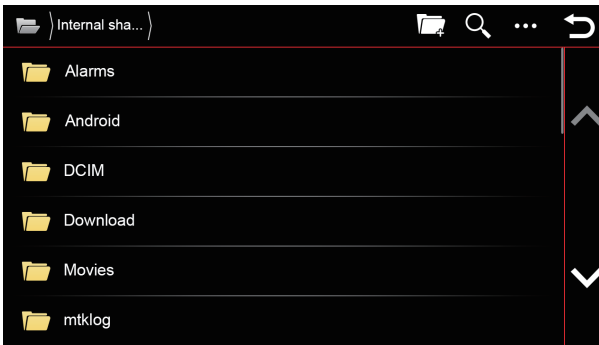 Internal sha...
Alarms
Android
DCIM
Download
Movies
mtklog